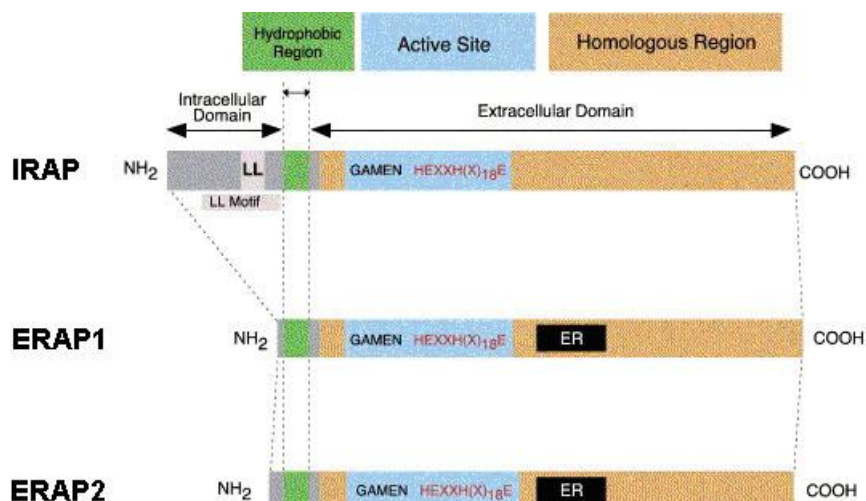 Hydrophobic
Region
Active Site
Homologous Region
Intracellular
Domain
Extracellular Domain
IRAP
NH2
LL
GAMEN HEXXH(X)18E
COOH
LL Motif
ERAP1
NH2
GAMEN HEXXH(X)18E
ER
COOH
ERAP2
NH2
GAMEN HEXXH(X)18E
ER
COOH